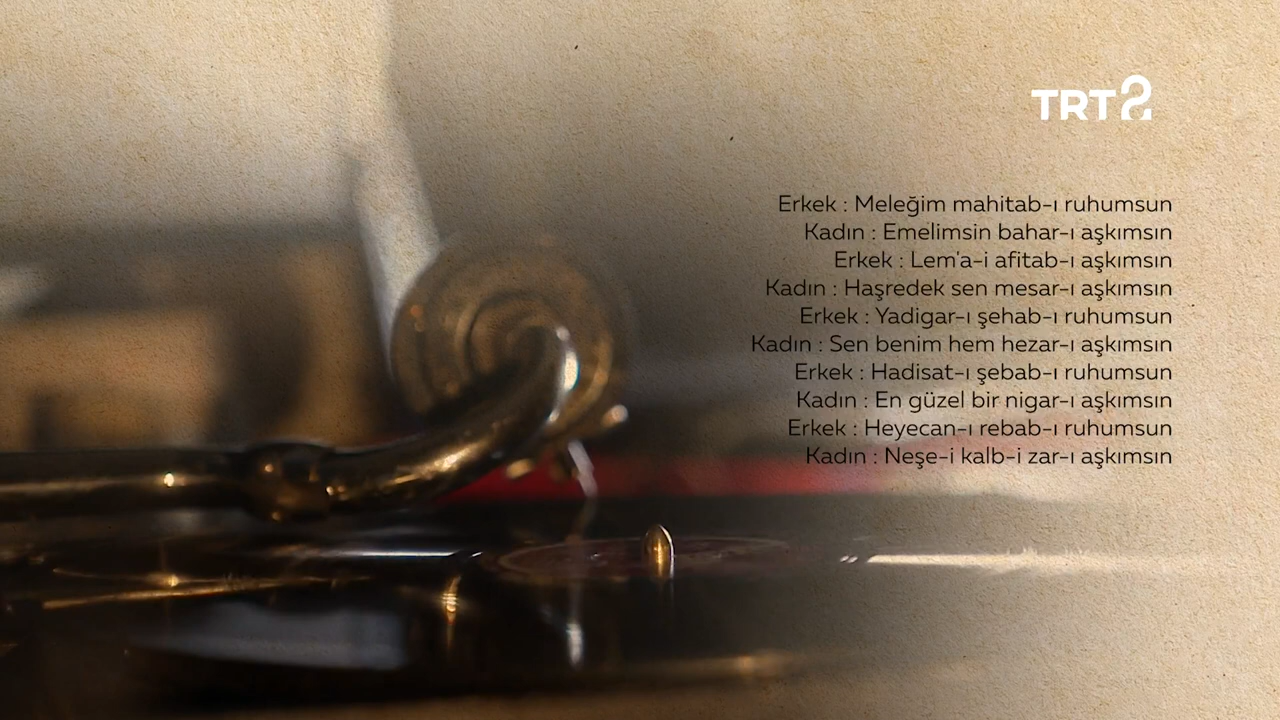 TRT2
Erkek : Meleğim mahitab-ı ruhumsun
Kadın : Emelimsin bahar-ı aşkımsın
Erkek : Lem'a-i afitab-ı aşkımsın
Kadın : Haşredek sen mesar-ı aşkımsın
Erkek : Yadigar-ı şehab-ı ruhumsun
Kadın : Sen benim hem hezar-ı aşkımsın
Erkek : Hadisat-ı şebab-ı ruhumsun
Kadın : En güzel bir nigar-ı aşkımsın
Erkek : Heyecan-ı rebab-ı ruhumsun
Kadın : Neşe-i kalb-i zar-ı aşkımsın